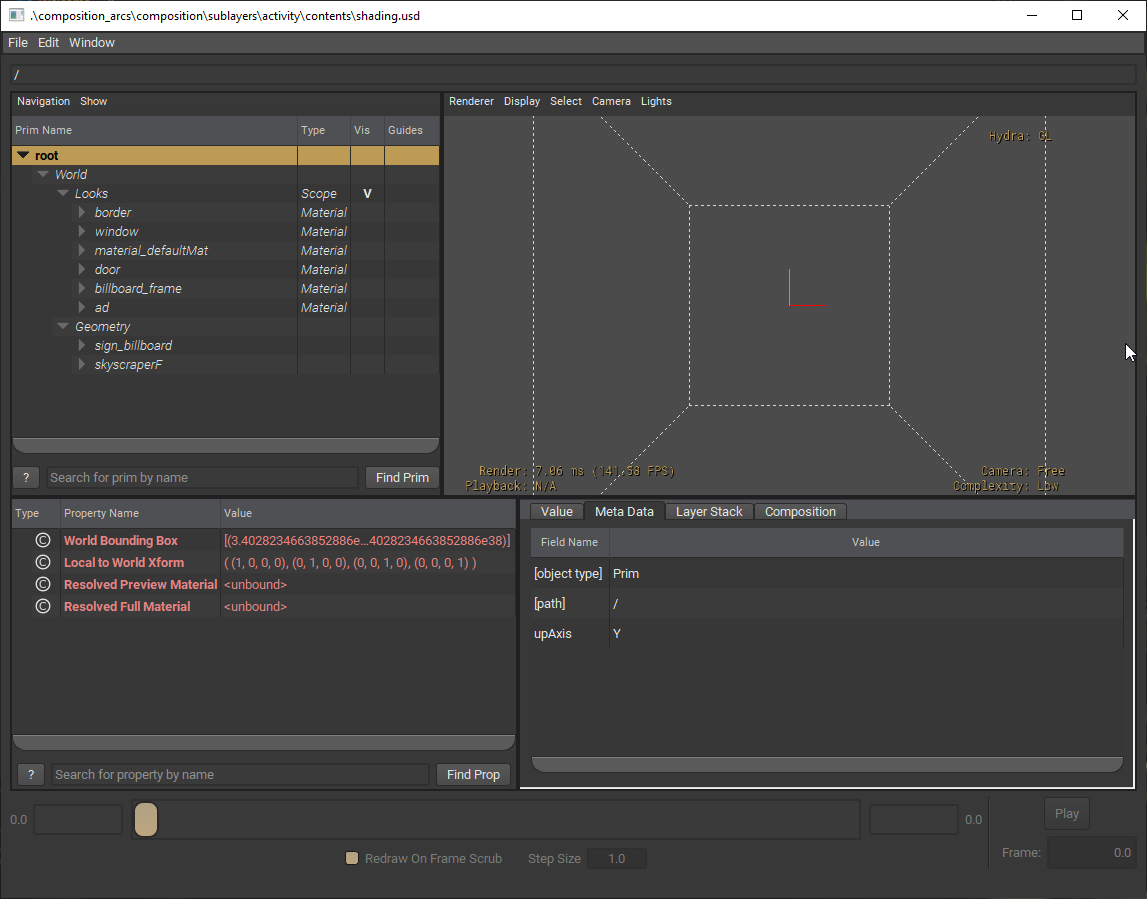 .\composition_arcs\composition\sublayers\activity\contents\shading.usd
File Edit Window
/
Navigation Show
Prim Name Type Vis Guides
root
World
Looks Scope V
border Material
window Material
material_defaultMat Material
door Material
billboard_frame Material
ad Material
Geometry
sign_billboard
skyscraperF
? Search for prim by name Find Prim
Renderer Display Select Camera Lights
Hydra: GL
Render: 7.06 ms (141.58 FPS)
Playback: N/A
Camera: Free
Complexity: Low
Type Property Name Value
© World Bounding Box [(3.4028234663852886e...4028234663852886e38)]
© Local to World Xform ( (1, 0, 0, 0), (0, 1, 0, 0), (0, 0, 1, 0), (0, 0, 0, 1) )
© Resolved Preview Material <unbound>
© Resolved Full Material <unbound>
? Search for property by name Find Prop
Value Meta Data Layer Stack Composition
Field Name Value
[object type] Prim
[path] /
upAxis Y
0.0 0.0 Play
Redraw On Frame Scrub Step Size 1.0 Frame: 0.0